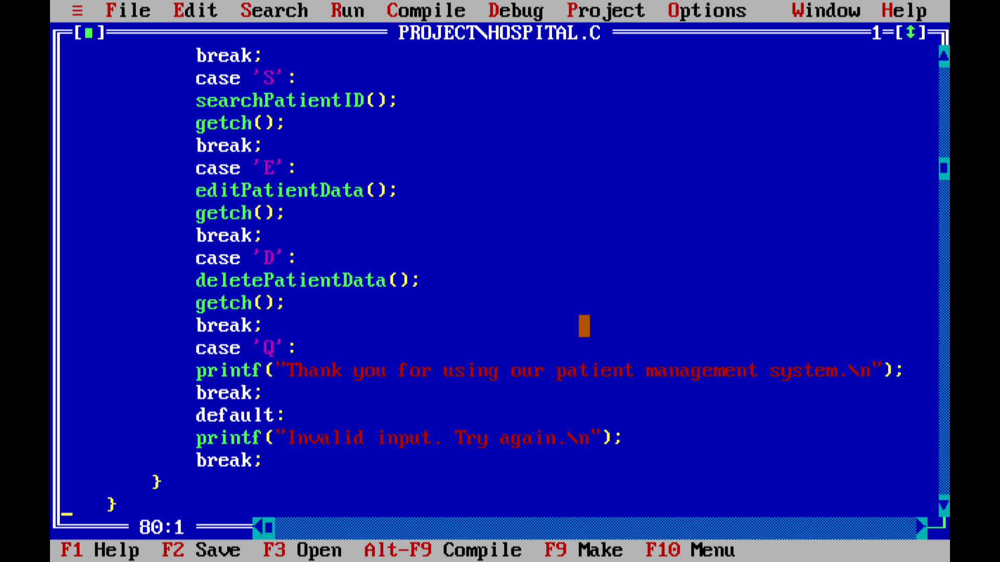 ≡ File Edit Search Run Compile Debug Project Options Window Help
[■] PROJECT\HOSPITAL.C 1=[↕]
break;
case 'S':
searchPatientID();
getch();
break;
case 'E':
editPatientData();
getch();
break;
case 'D':
deletePatientData();
getch();
break;
case 'Q':
printf("Thank you for using our patient management system.\n");
break;
default:
printf("Invalid input. Try again.\n");
break;
}
}
80:1
F1 Help F2 Save F3 Open Alt-F9 Compile F9 Make F10 Menu